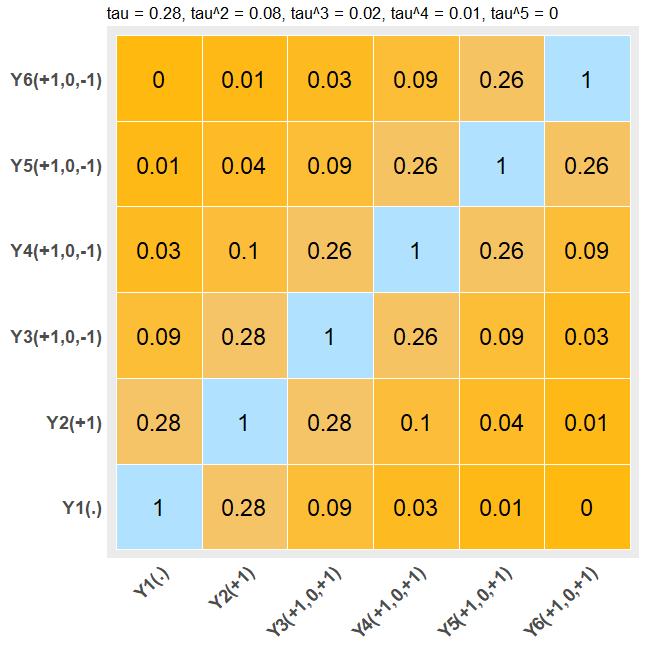 tau = 0.28, tau^2 = 0.08, tau^3 = 0.02, tau^4 = 0.01, tau^5 = 0
Y6(+1,0,-1) 0 0.01 0.03 0.09 0.26 1
Y5(+1,0,-1) 0.01 0.04 0.09 0.26 1 0.26
Y4(+1,0,-1) 0.03 0.1 0.26 1 0.26 0.09
Y3(+1,0,-1) 0.09 0.28 1 0.26 0.09 0.03
Y2(+1) 0.28 1 0.28 0.1 0.04 0.01
Y1(.) 1 0.28 0.09 0.03 0.01 0
Y1(.) Y2(+1) Y3(+1,0,+1) Y4(+1,0,+1) Y5(+1,0,+1) Y6(+1,0,+1)